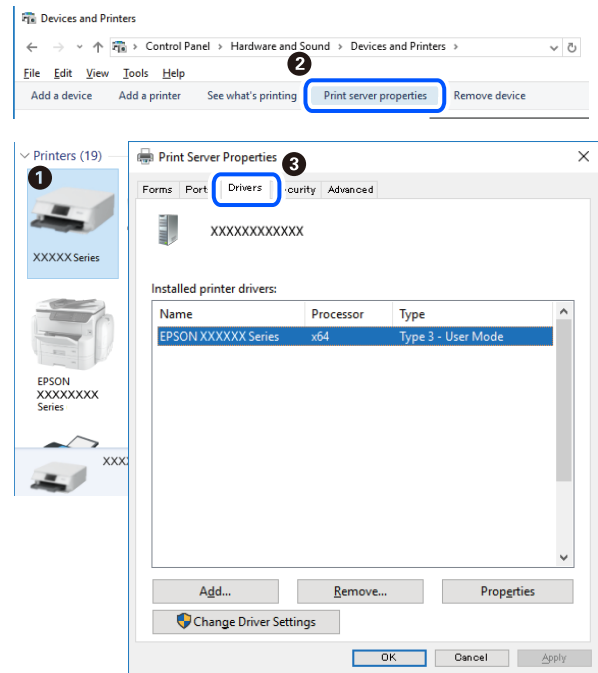 Devices and Printers
Control Panel > Hardware and Sound > Devices and Printers >
2
File Edit View Tools Help
Add a device Add a printer See what's printing Print server properties Remove device
Printers (19)
1
XXXXX Series
EPSON
XXXXXXXX
Series
XXX
Print Server Properties
3
Forms Port Drivers curity Advanced
XXXXXXXXXXXX
Installed printer drivers:
Name Processor Type
EPSON XXXXXX Series x64 Type 3 - User Mode
Add... Remove... Properties
Change Driver Settings
OK Cancel Apply